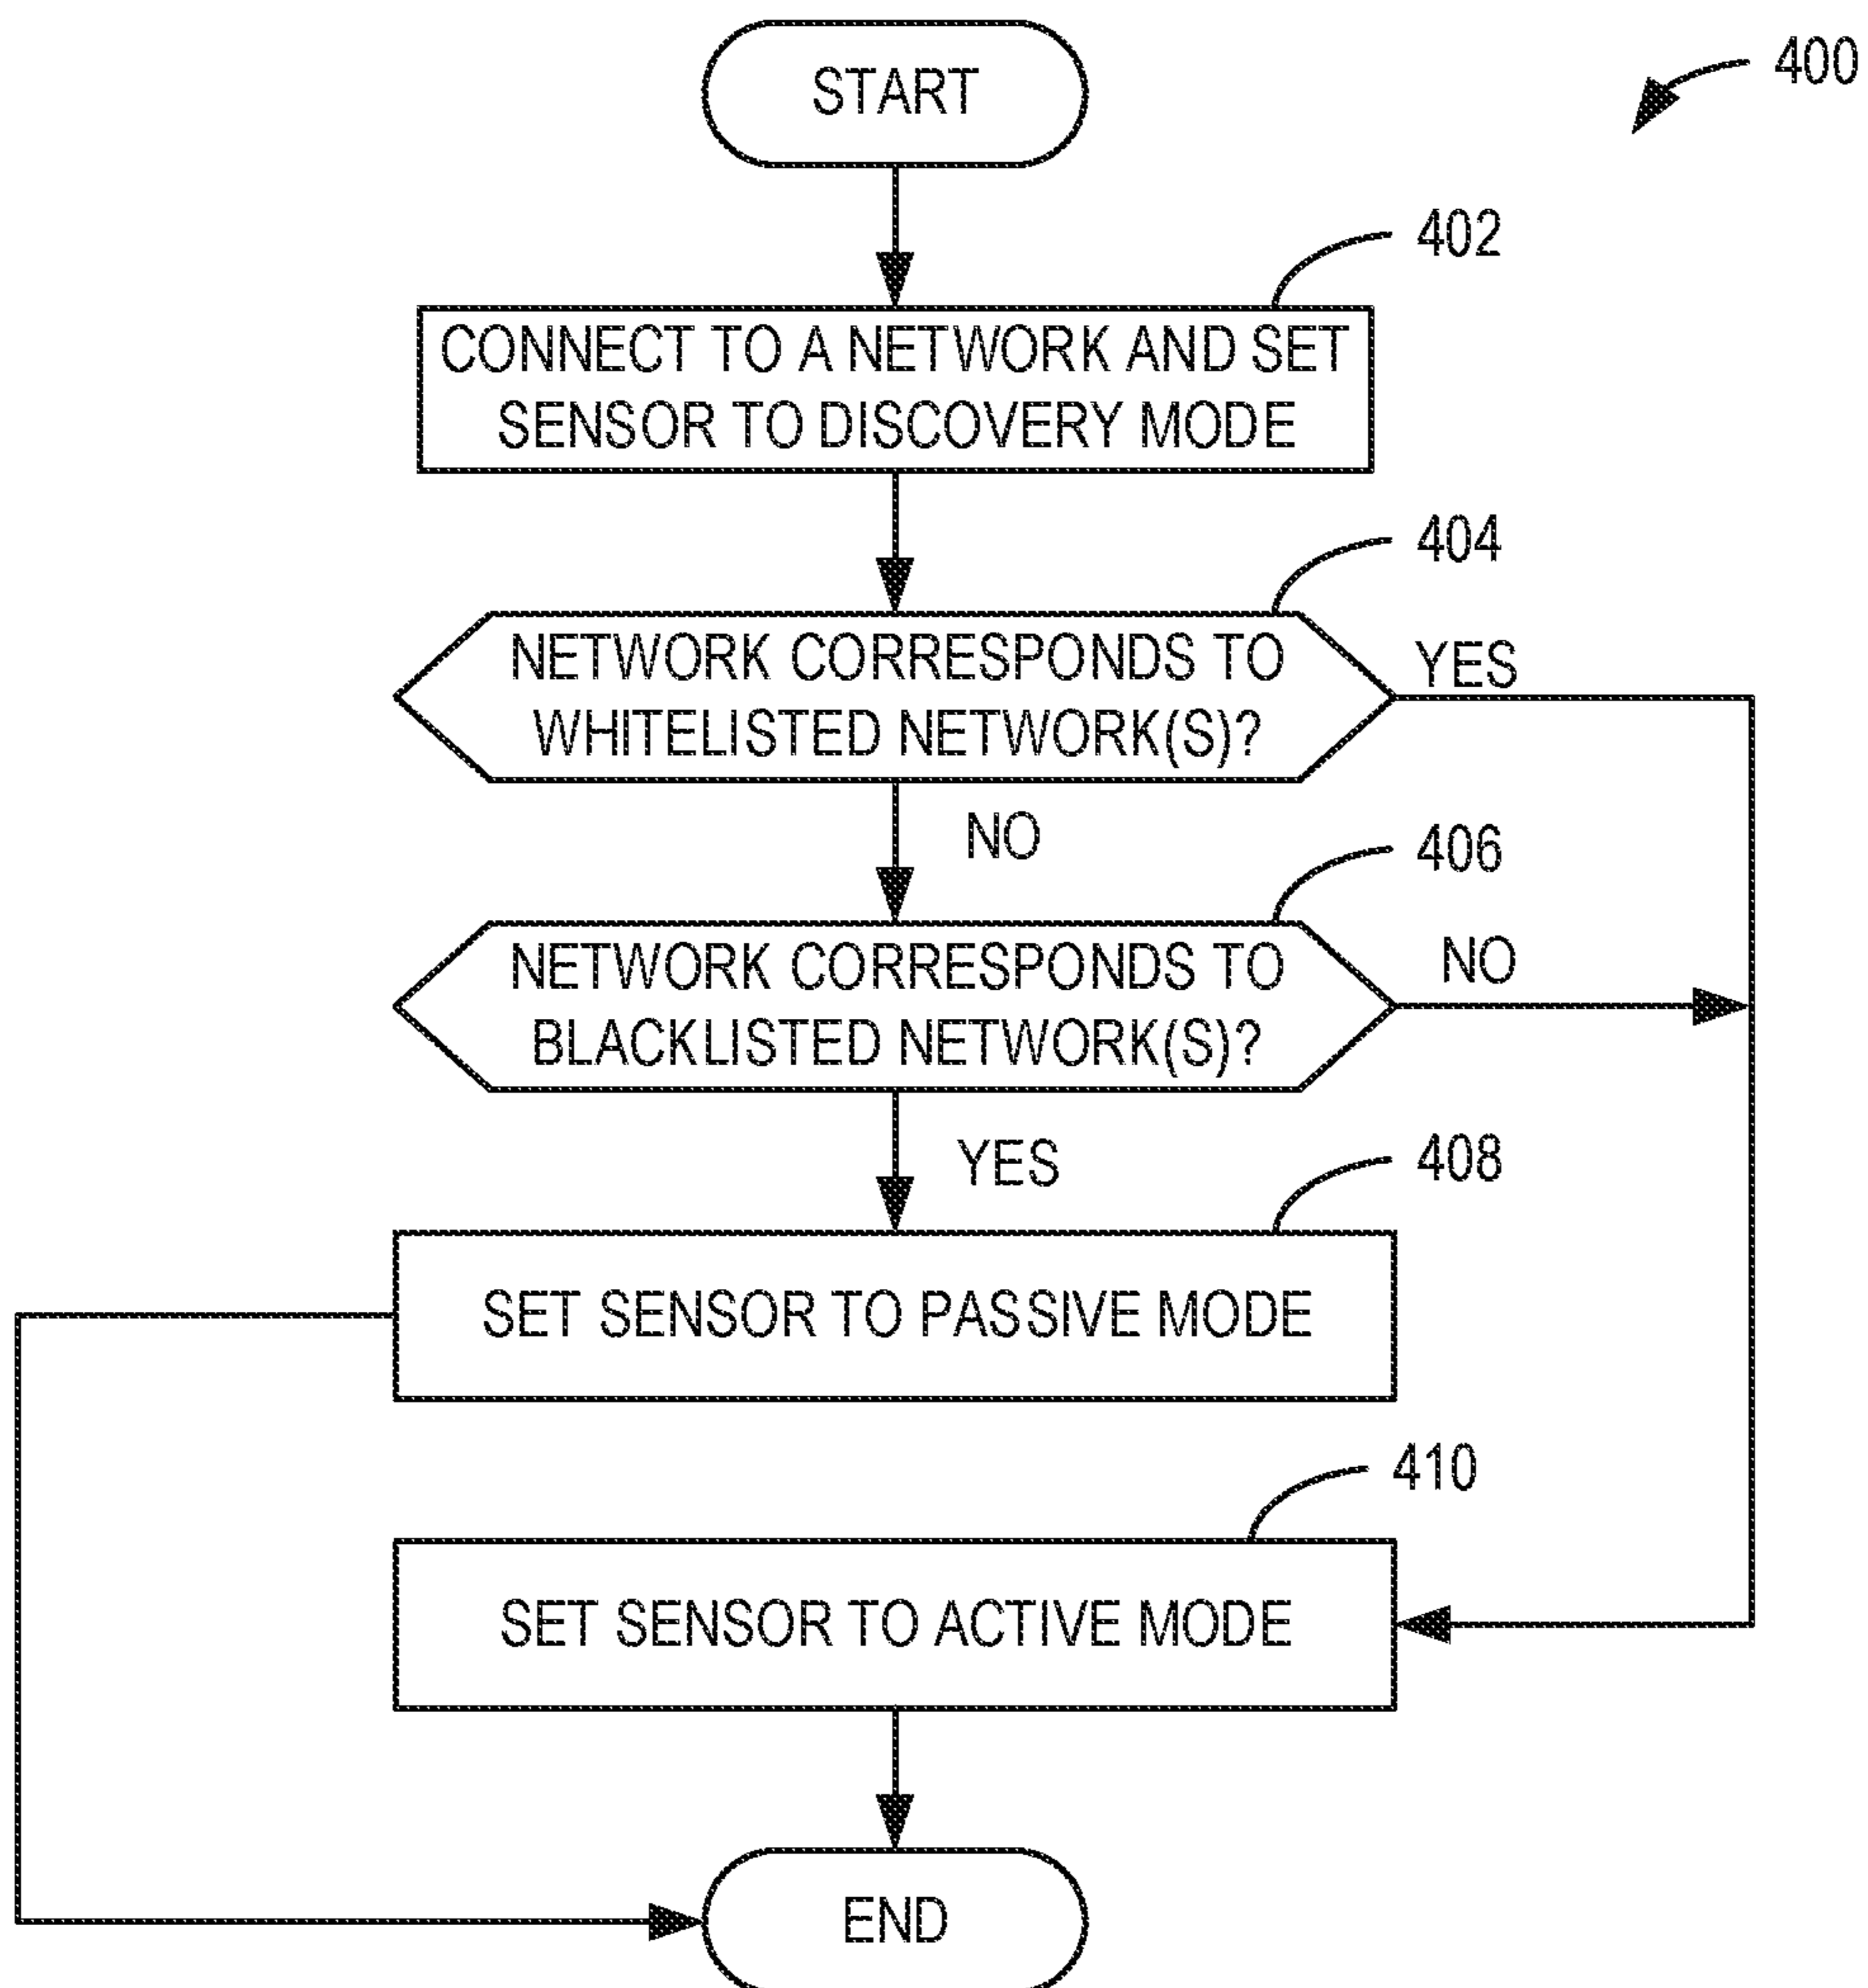 START
400
402
CONNECT TO A NETWORK AND SET
SENSOR TO DISCOVERY MODE
404
NETWORK CORRESPONDS TO
WHITELISTED NETWORK(S)?
YES
NO
406
NETWORK CORRESPONDS TO
BLACKLISTED NETWORK(S)?
NO
YES
408
SET SENSOR TO PASSIVE MODE
410
SET SENSOR TO ACTIVE MODE
END